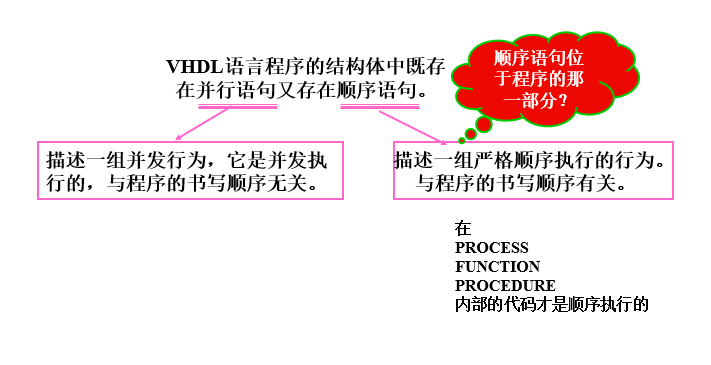 VHDL语言程序的结构体中既存
在并行语句又存在顺序语句。
顺序语句位
于程序的那
一部分？
描述一组并发行为，它是并发执
行的，与程序的书写顺序无关。
描述一组严格顺序执行的行为。
与程序的书写顺序有关。
在
PROCESS
FUNCTION
PROCEDURE
内部的代码才是顺序执行的